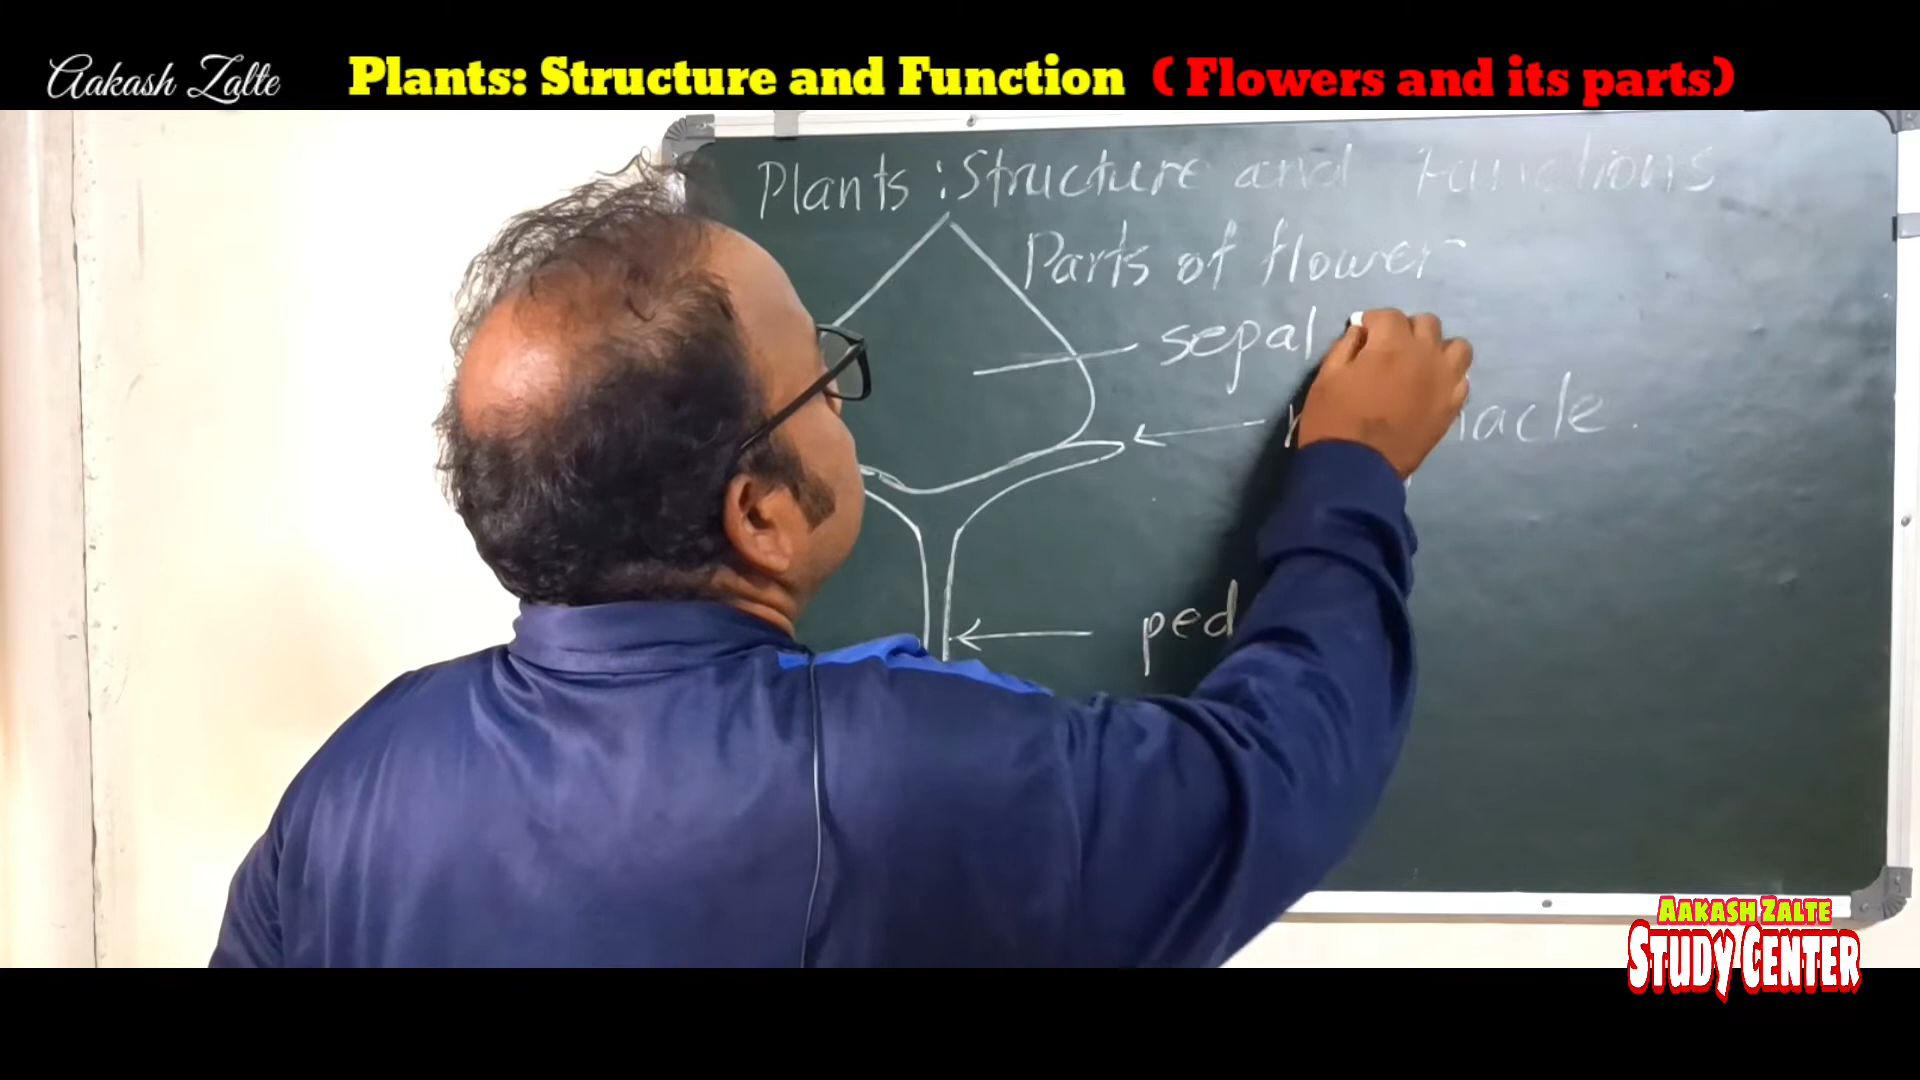 Aakash Zalte
Plants: Structure and Function ( Flowers and its parts)
Plants : Structure and Functions
Parts of flower
sepal
ped
AAKASH ZALTE
STUDY CENTER